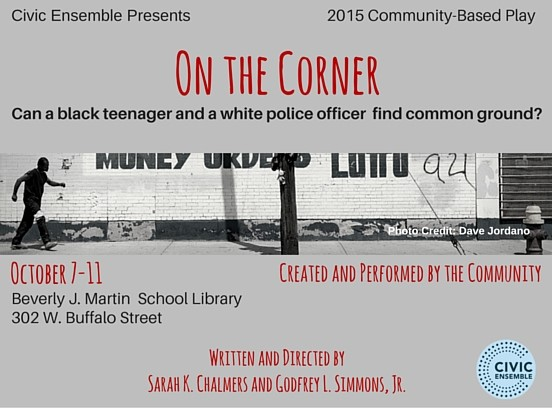 Civic Ensemble Presents
2015 Community-Based Play
On the Corner
Can a black teenager and a white police officer find common ground?
MONEY ORDERS LOTTO
Photo Credit: Dave Jordano
October 7-11
Created and Performed by the Community
Beverly J. Martin School Library
302 W. Buffalo Street
Written and Directed by
Sarah K. Chalmers and Godfrey L. Simmons, Jr.
CIVIC
ENSEMBLE